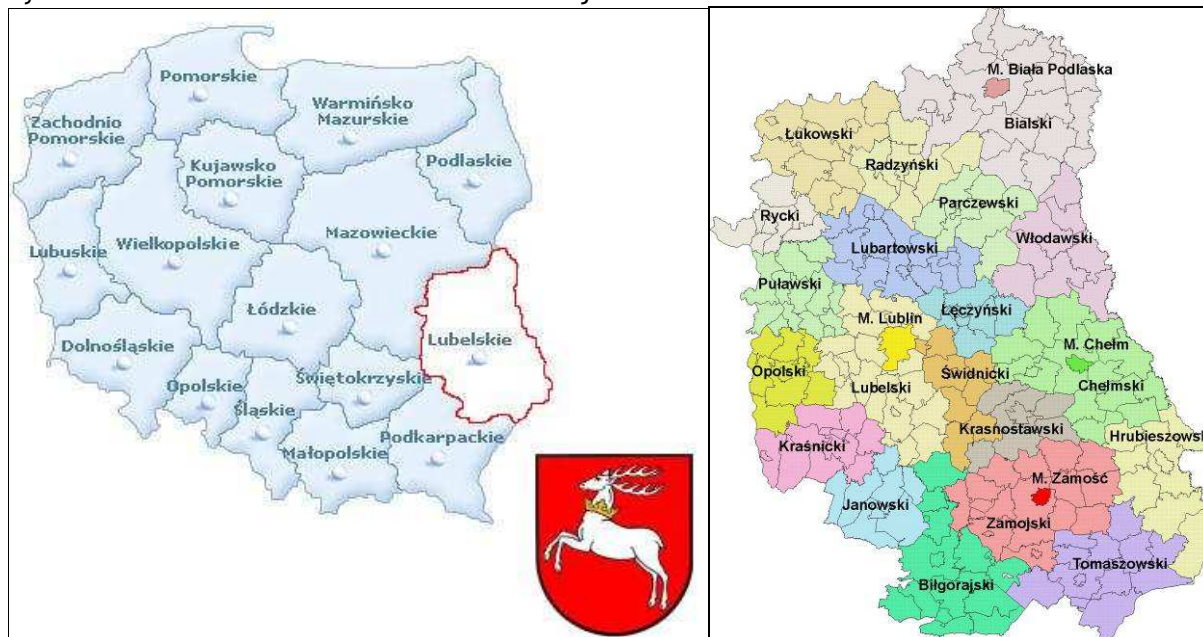 Pomorskie
Warmińsko
Mazurskie
Zachodnio
Pomorskie
Kujawsko
Pomorskie
Podlaskie
Mazowieckie
Lubuskie
Wielkopolskie
Łódzkie
Lubelskie
Dolnośląskie
Opolskie
Świętokrzyskie
Śląskie
Podkarpackie
Małopolskie
M. Biała Podlaska
Bialski
Łukowski
Radzyński
Parczewski
Rycki
Włodawski
Lubartowski
Puławski
Łęczyński
M. Lublin
M. Chełm
Opolski
Świdnicki
Lubelski
Chełmski
Krasnostawski
Hrubieszowsk
Kraśnicki
M. Zamość
Janowski
Zamojski
Tomaszowski
Biłgorajski